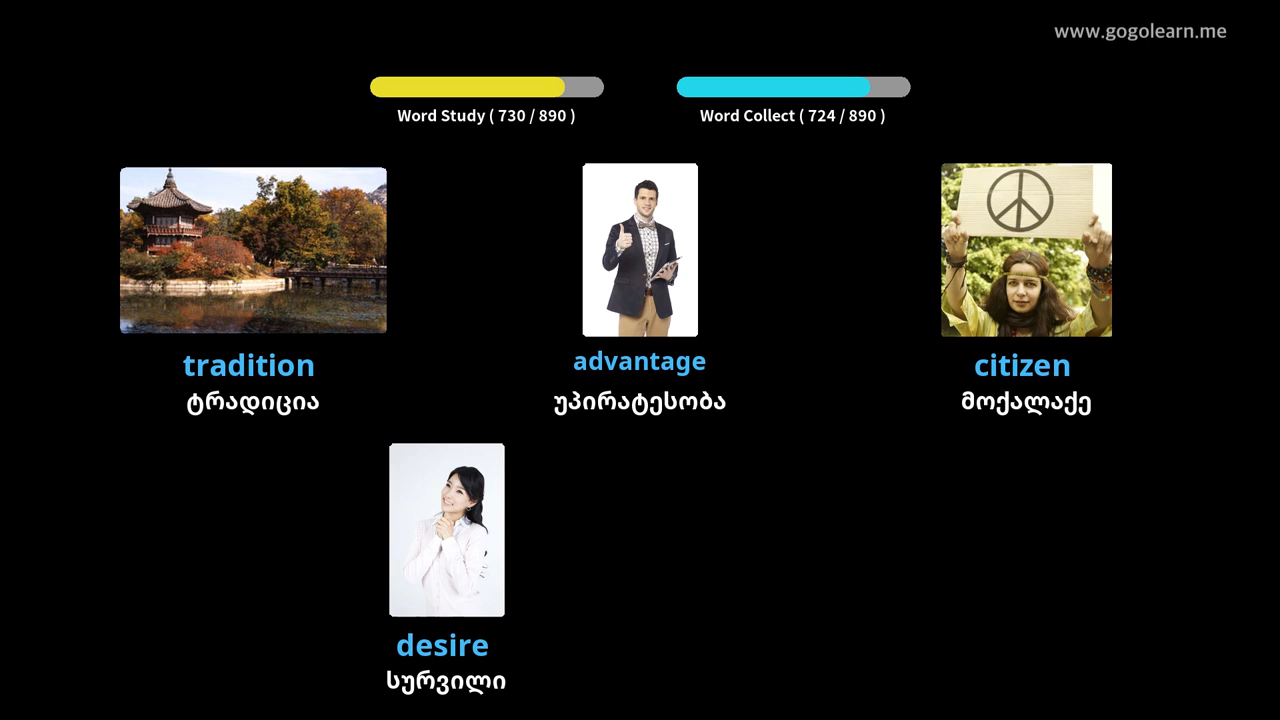 www.gogolearn.me
Word Study ( 730 / 890 )
Word Collect ( 724 / 890 )
tradition
ტრადიცია
advantage
უპირატესობა
citizen
მოქალაქე
desire
სურვილი